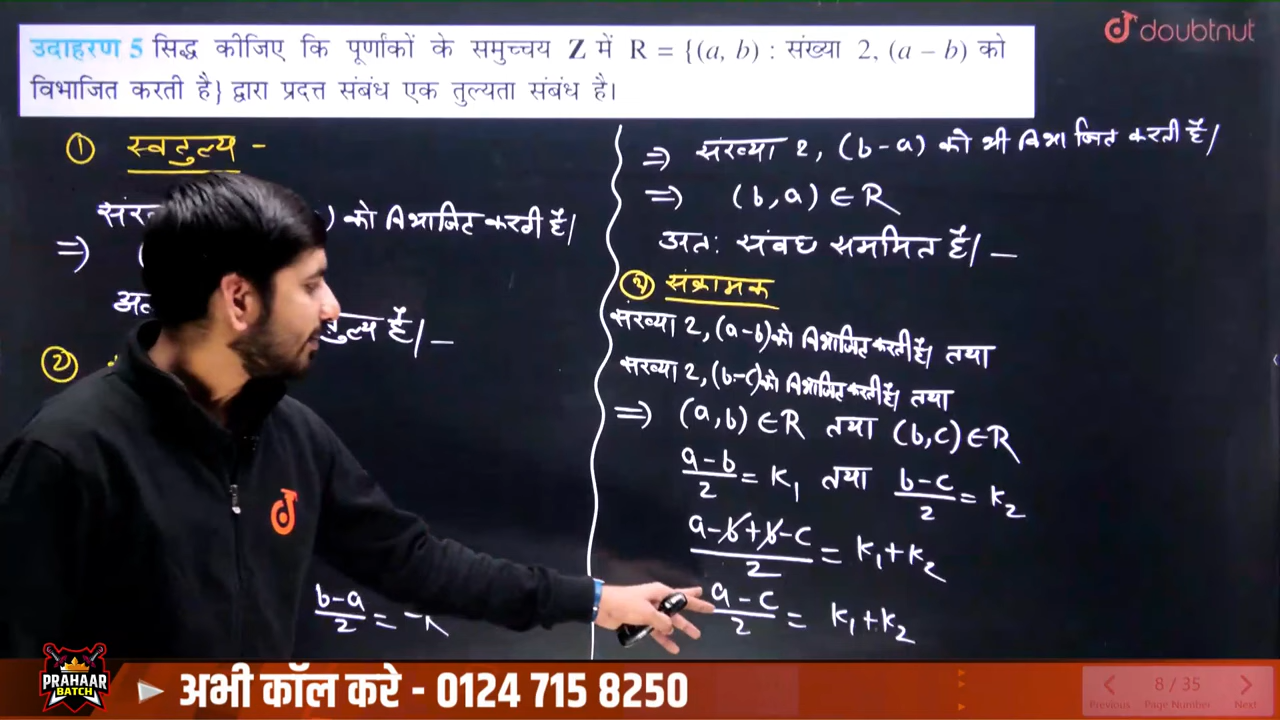 उदाहरण 5 सिद्ध कीजिए कि पूर्णांकों के समुच्चय Z में R = {(a, b) : संख्या 2, (a – b) को
विभाजित करती है} द्वारा प्रदत्त संबंध एक तुल्यता संबंध है।
doubtnut
① स्वतुल्य -
) को विभाजित करती है।
⇒ (
तुल्य है। —
②
b-a/2 = -
⇒ संख्या 2, (b-a) को भी विभाजित करती है।
⇒ (b,a) ∈ R
अतः संबंध सममित है। —
संक्रामक
संख्या 2, (a-b) को विभाजित करती है। तथा
संख्या 2, (b-c) को विभाजित करती है। तथा
⇒ (a,b) ∈ R तथा (b,c) ∈ R
a-b/2 = K₁ तथा b-c/2 = K₂
a-b+b-c/2 = K₁+K₂
a-c/2 = K₁+K₂
PRAHAAR
BATCH
अभी कॉल करे - 0124 715 8250
8 / 35
Previous Page Number Next